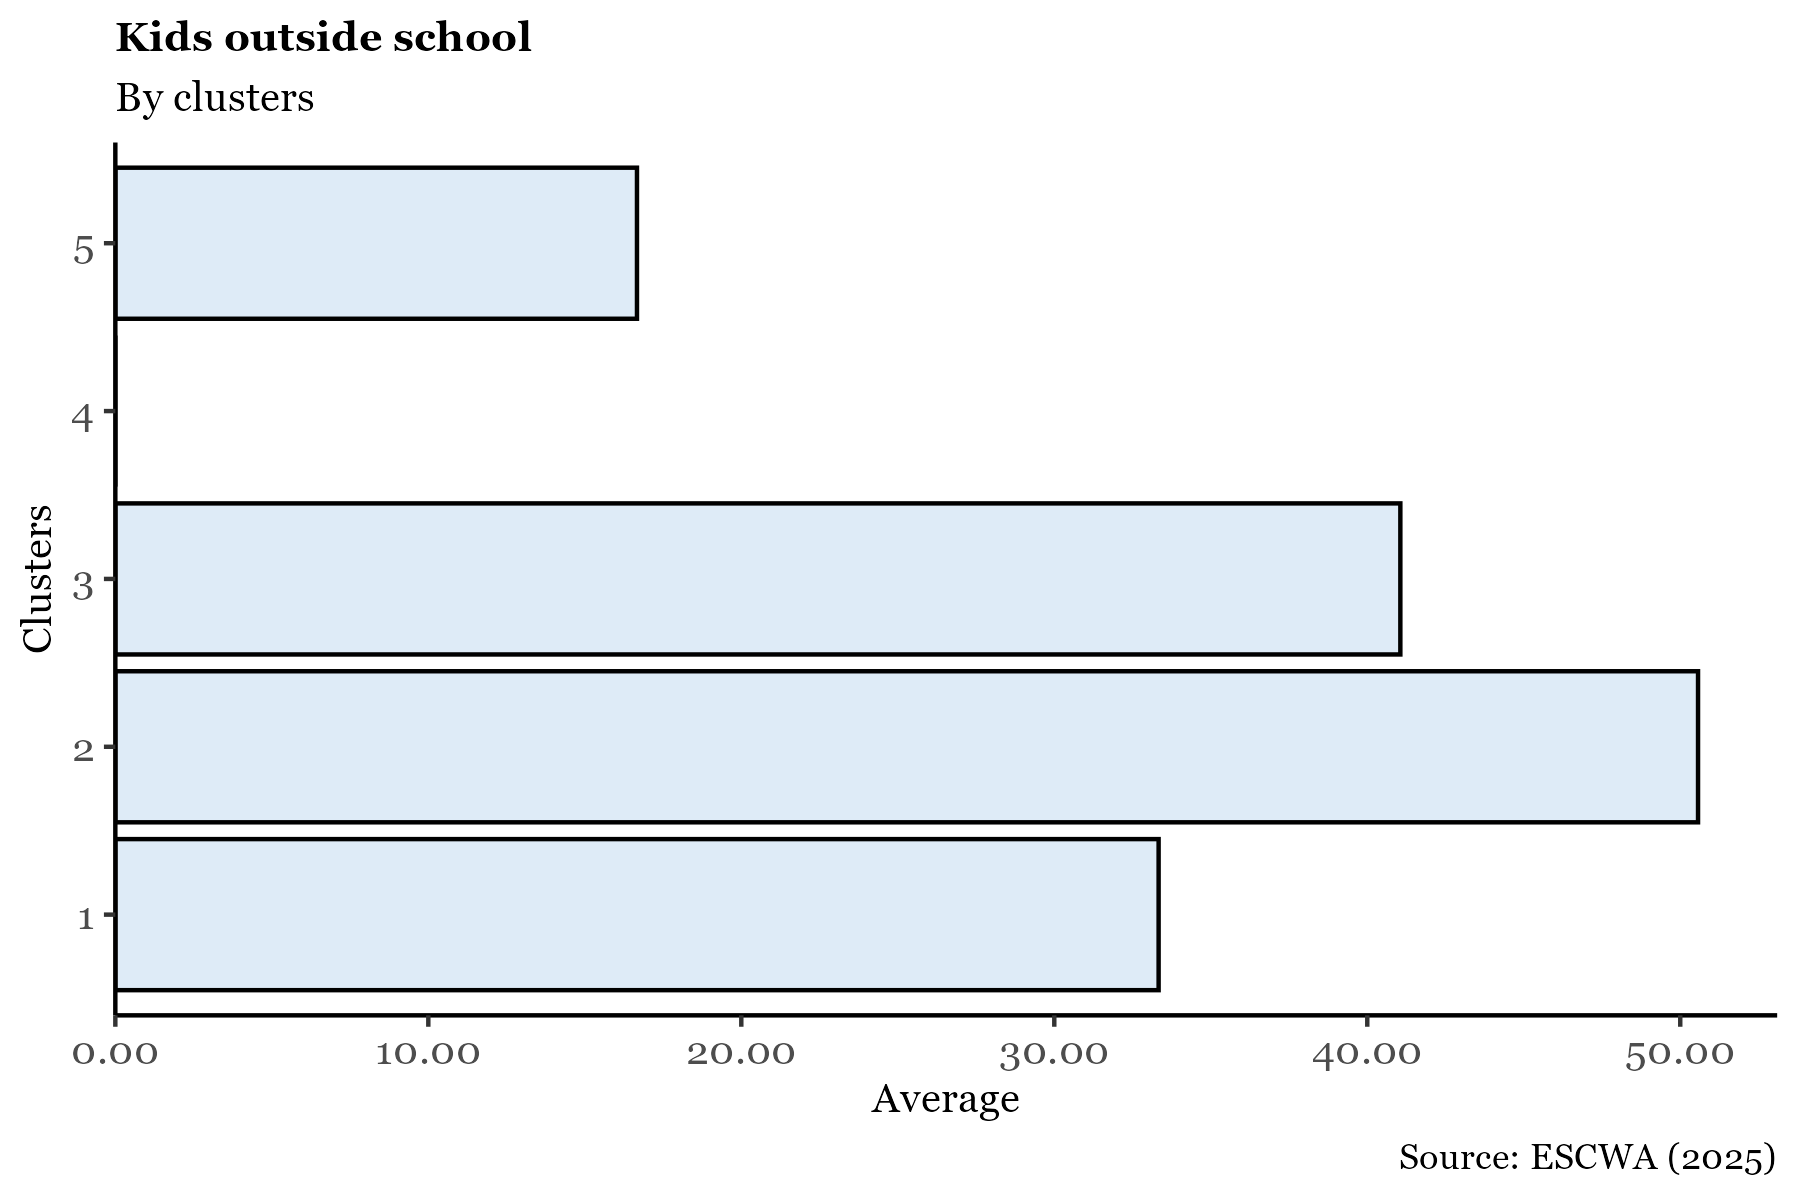 Kids outside school
By clusters
Clusters
5
4
3
2
1
0.00 10.00 20.00 30.00 40.00 50.00
Average
Source: ESCWA (2025)